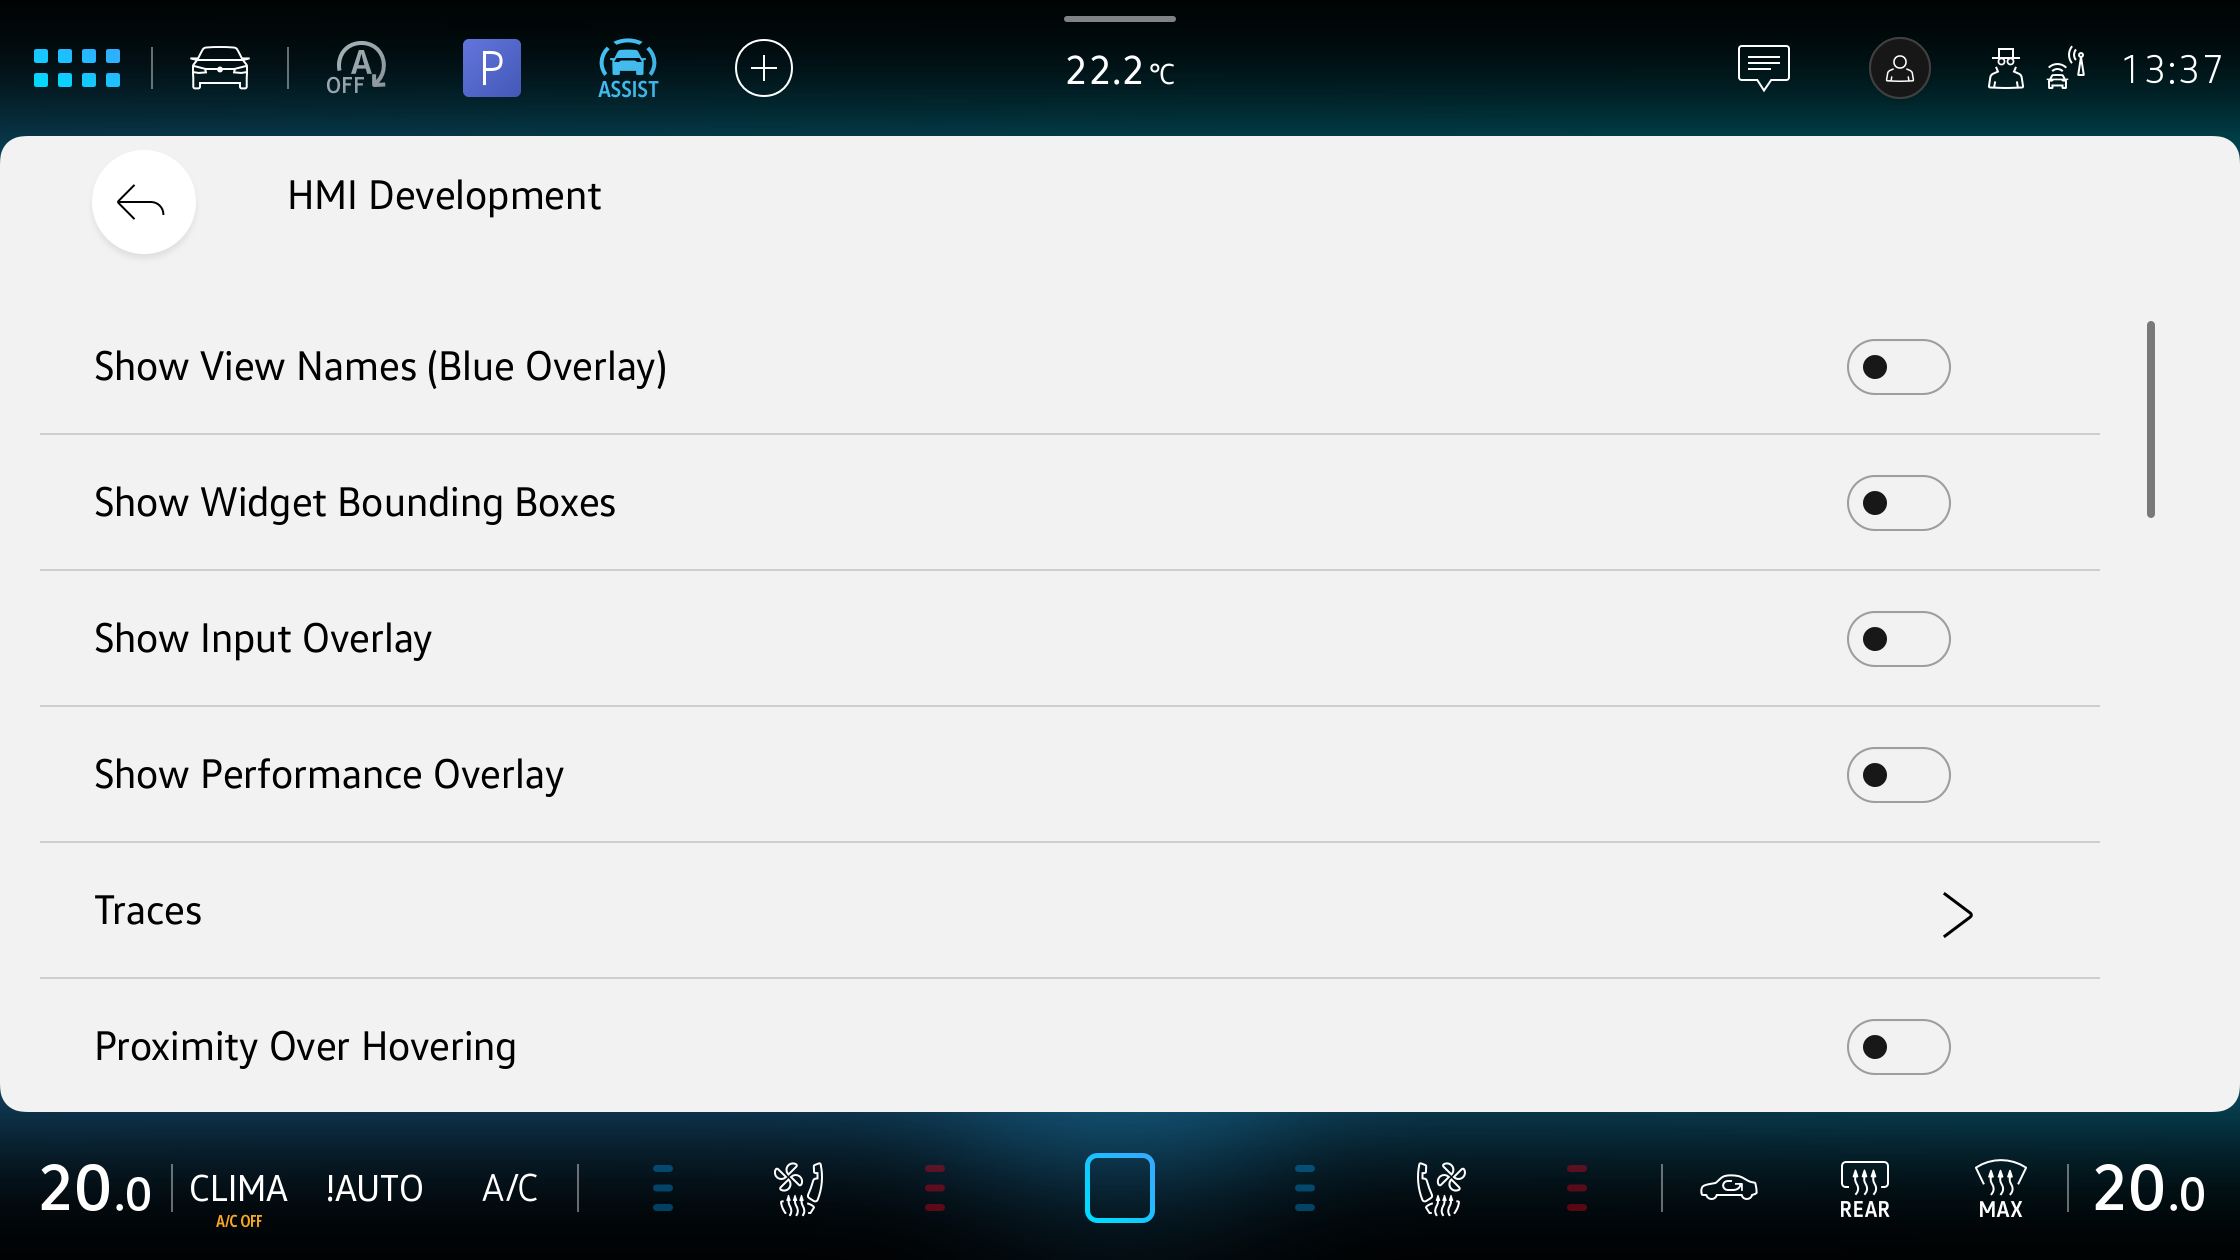 A
OFF
P
ASSIST
22.2 °C
13:37
HMI Development
Show View Names (Blue Overlay)
Show Widget Bounding Boxes
Show Input Overlay
Show Performance Overlay
Traces
Proximity Over Hovering
20.0
CLIMA
A/C OFF
!AUTO
A/C
REAR
MAX
20.0